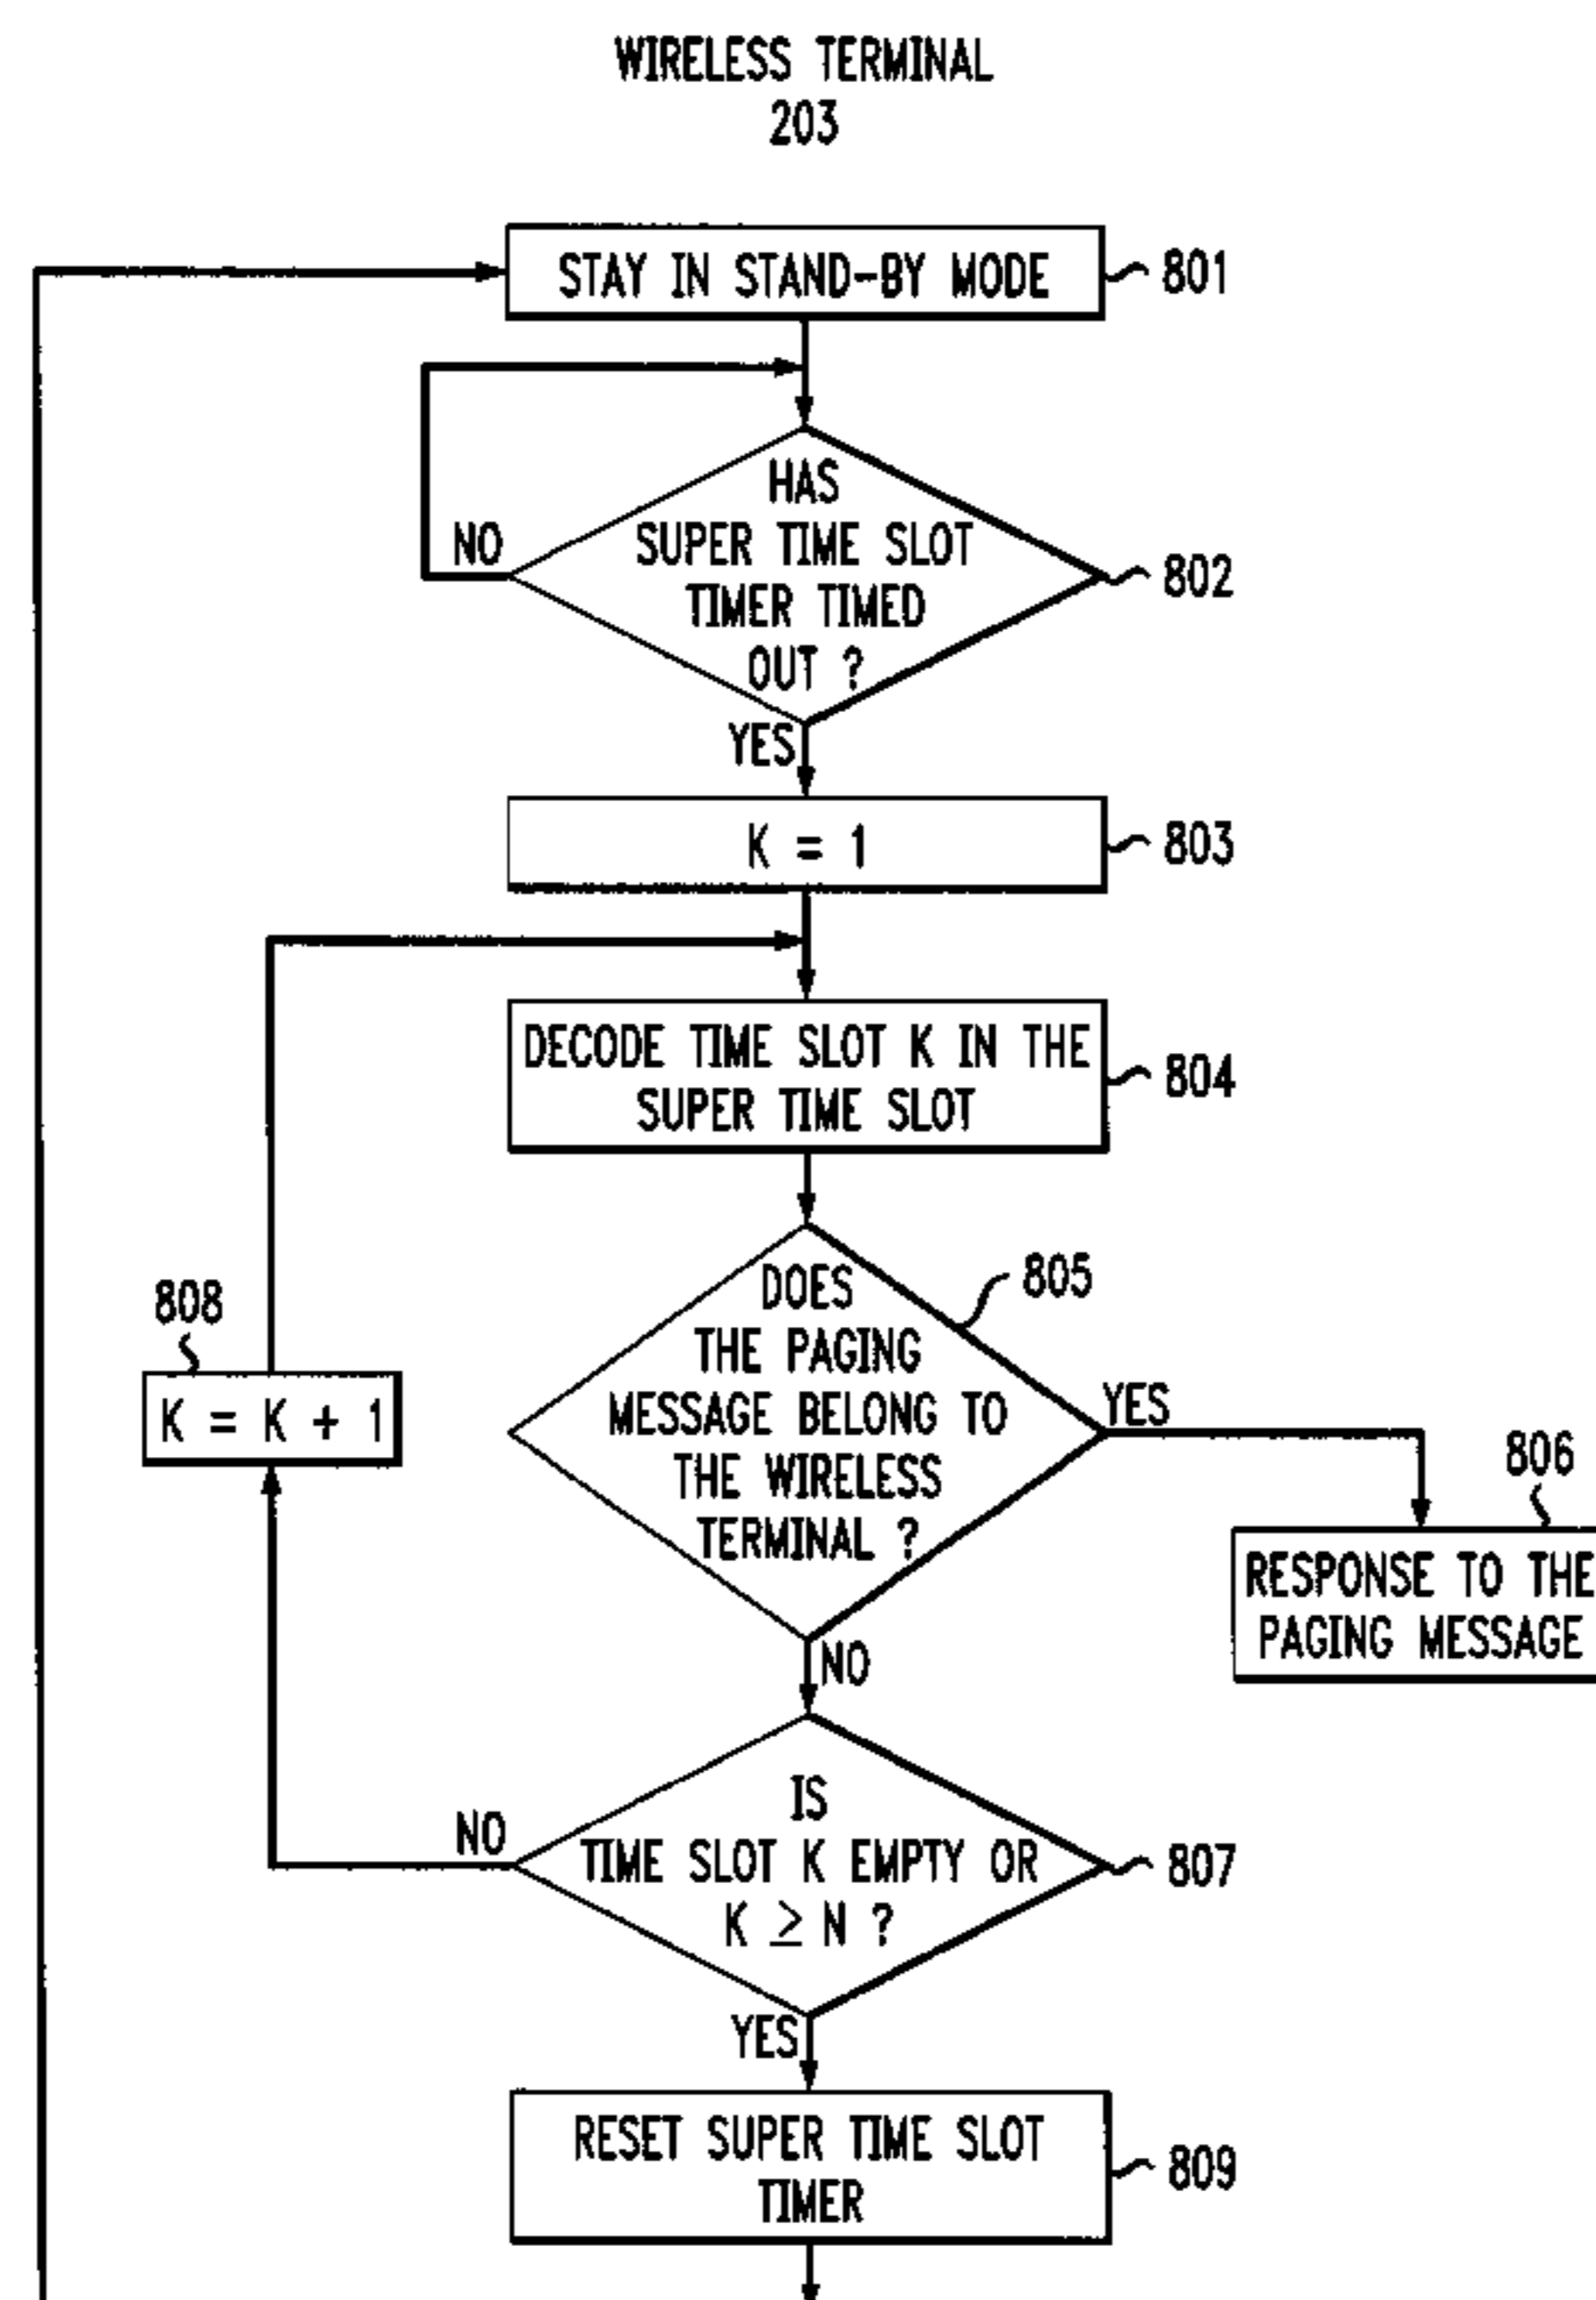 WIRELESS TERMINAL
203
STAY IN STAND-BY MODE
801
HAS
SUPER TIME SLOT
TIMER TIMED
OUT ?
802
NO
YES
K = 1
803
DECODE TIME SLOT K IN THE
SUPER TIME SLOT
804
DOES
THE PAGING
MESSAGE BELONG TO
THE WIRELESS
TERMINAL ?
805
YES
806
RESPONSE TO THE
PAGING MESSAGE
808
K = K + 1
NO
IS
TIME SLOT K EMPTY OR
K ≥ N ?
807
NO
YES
RESET SUPER TIME SLOT
TIMER
809